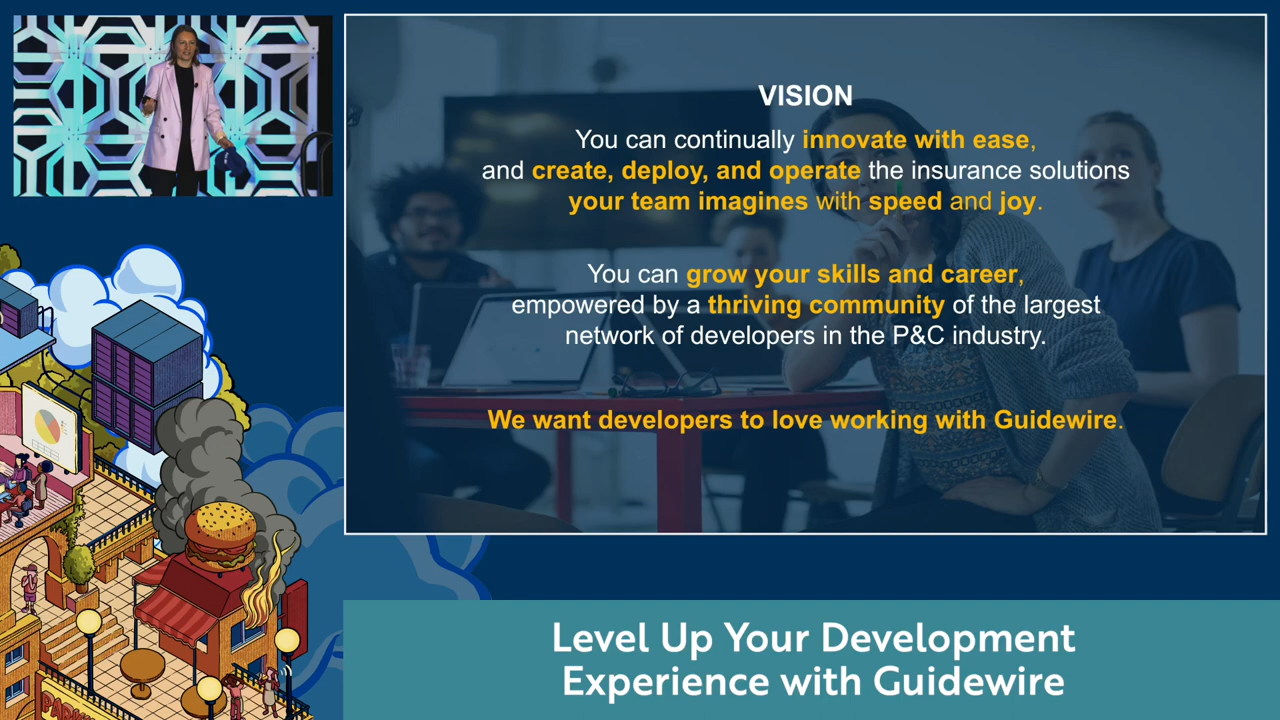 VISION
You can continually innovate with ease,
and create, deploy, and operate the insurance solutions
your team imagines with speed and joy.
You can grow your skills and career,
empowered by a thriving community of the largest
network of developers in the P&C industry.
We want developers to love working with Guidewire.
Level Up Your Development
Experience with Guidewire